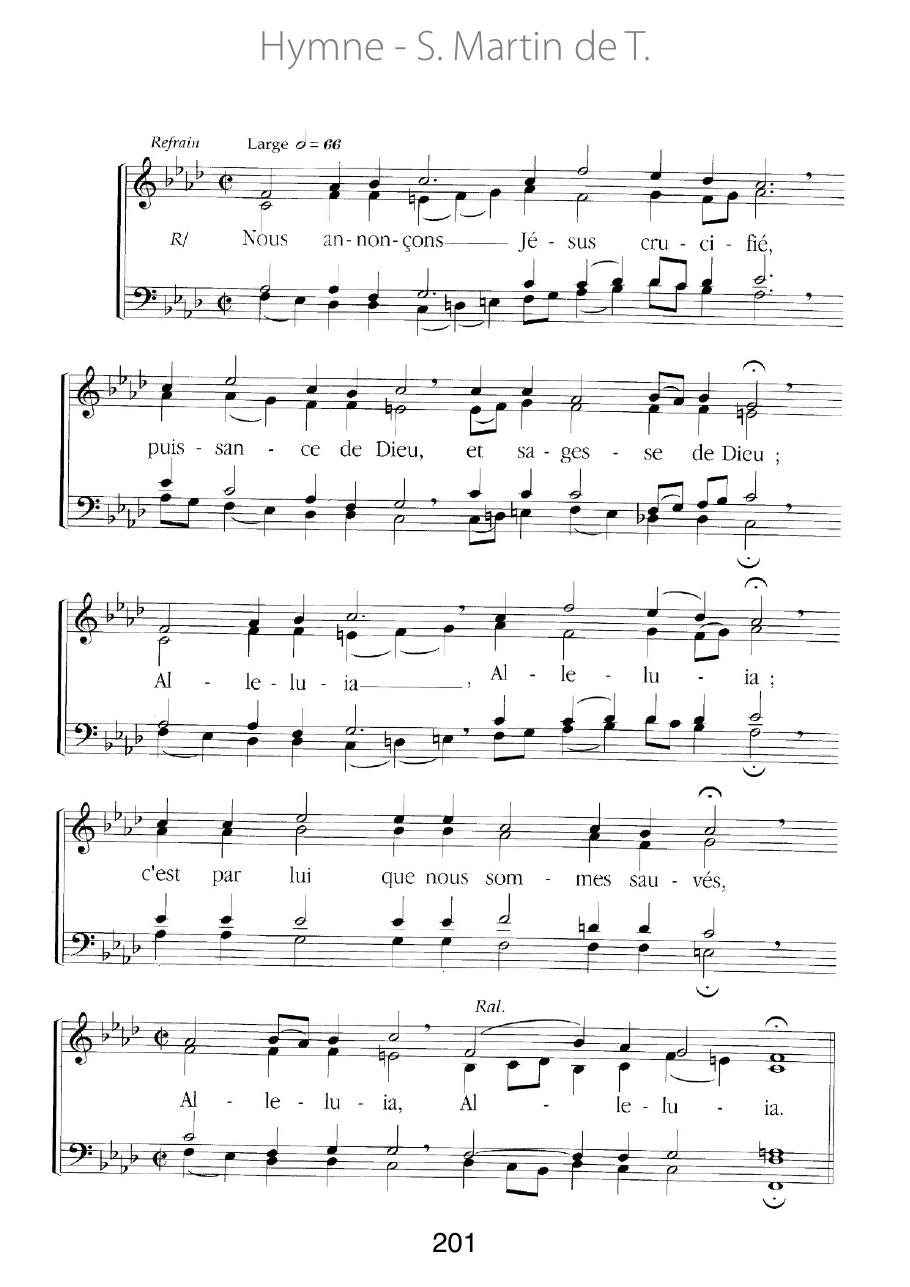 Hymne - S. Martin de T.
Refrain Large 𝅗𝅥 = 66
R/ Nous an-non-çons Jé - sus cru - ci - fié,
puis - san - ce de Dieu, et sa - ges - se de Dieu ;
Al - le - lu - ia , Al - le - lu - ia ;
c'est par lui que nous som - mes sau - vés,
Ral.
Al - le - lu - ia, Al - le - lu - ia.
201